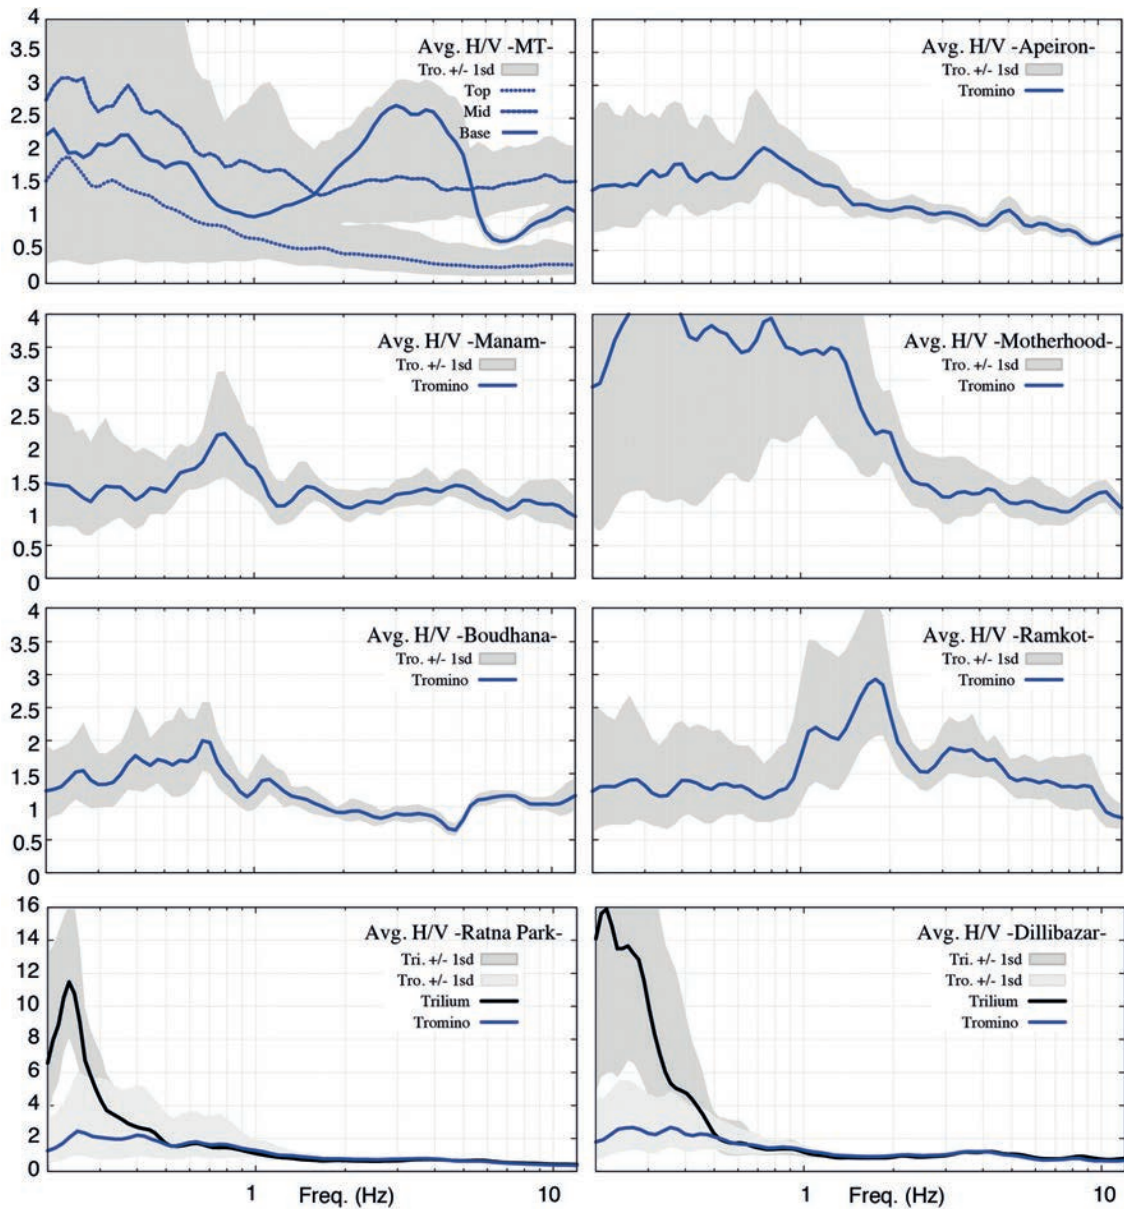 4
3.5
3
2.5
2
1.5
1
0.5
0
Avg. H/V -MT-
Tro. +/- 1sd
Top
Mid
Base
Avg. H/V -Apeiron-
Tro. +/- 1sd
Tromino
4
3.5
3
2.5
2
1.5
1
0.5
0
Avg. H/V -Manam-
Tro. +/- 1sd
Tromino
Avg. H/V -Motherhood-
Tro. +/- 1sd
Tromino
4
3.5
3
2.5
2
1.5
1
0.5
0
Avg. H/V -Boudhana-
Tro. +/- 1sd
Tromino
Avg. H/V -Ramkot-
Tro. +/- 1sd
Tromino
16
14
12
10
8
6
4
2
0
Avg. H/V -Ratna Park-
Tri. +/- 1sd
Tro. +/- 1sd
Trilium
Tromino
Avg. H/V -Dillibazar-
Tri. +/- 1sd
Tro. +/- 1sd
Trilium
Tromino
1 Freq. (Hz) 10
1 Freq. (Hz) 10